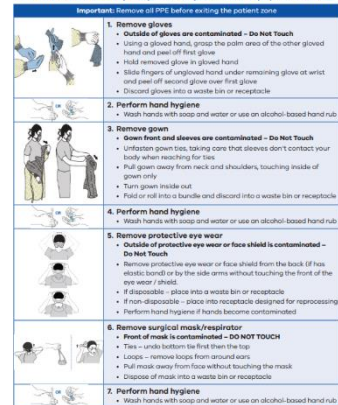 Important: Remove all PPE before exiting the patient zone
1. Remove gloves
• Outside of gloves are contaminated – Do Not Touch
• Using a gloved hand, grasp the palm area of the other gloved
hand and peel off first glove
• Hold removed glove in gloved hand
• Slide fingers of ungloved hand under remaining glove at wrist
and peel off second glove over first glove
• Discard gloves into a waste bin or receptacle
OR
2. Perform hand hygiene
• Wash hands with soap and water or use an alcohol-based hand rub
3. Remove gown
• Gown front and sleeves are contaminated – Do Not Touch
• Unfasten gown ties, taking care that sleeves don't contact your
body when reaching for ties
• Pull gown away from neck and shoulders, touching inside of
gown only
• Turn gown inside out
• Fold or roll into a bundle and discard into a waste bin or receptacle
OR
4. Perform hand hygiene
• Wash hands with soap and water or use an alcohol-based hand rub
5. Remove protective eye wear
• Outside of protective eye wear or face shield is contaminated –
Do Not Touch
• Remove protective eye wear or face shield from the back (if has
elastic band) or by the side arms without touching the front of the
eye wear / shield.
• If disposable – place into a waste bin or receptacle
• If non-disposable – place into receptacle designed for reprocessing
• Perform hand hygiene if hands become contaminated
6. Remove surgical mask/respirator
• Front of mask is contaminated – DO NOT TOUCH
• Ties – undo bottom tie first then the top
• Loops – remove loops from around ears
• Pull mask away from face without touching the mask
• Dispose of mask into a waste bin or receptacle
OR
7. Perform hand hygiene
• Wash hands with soap and water or use an alcohol-based hand rub